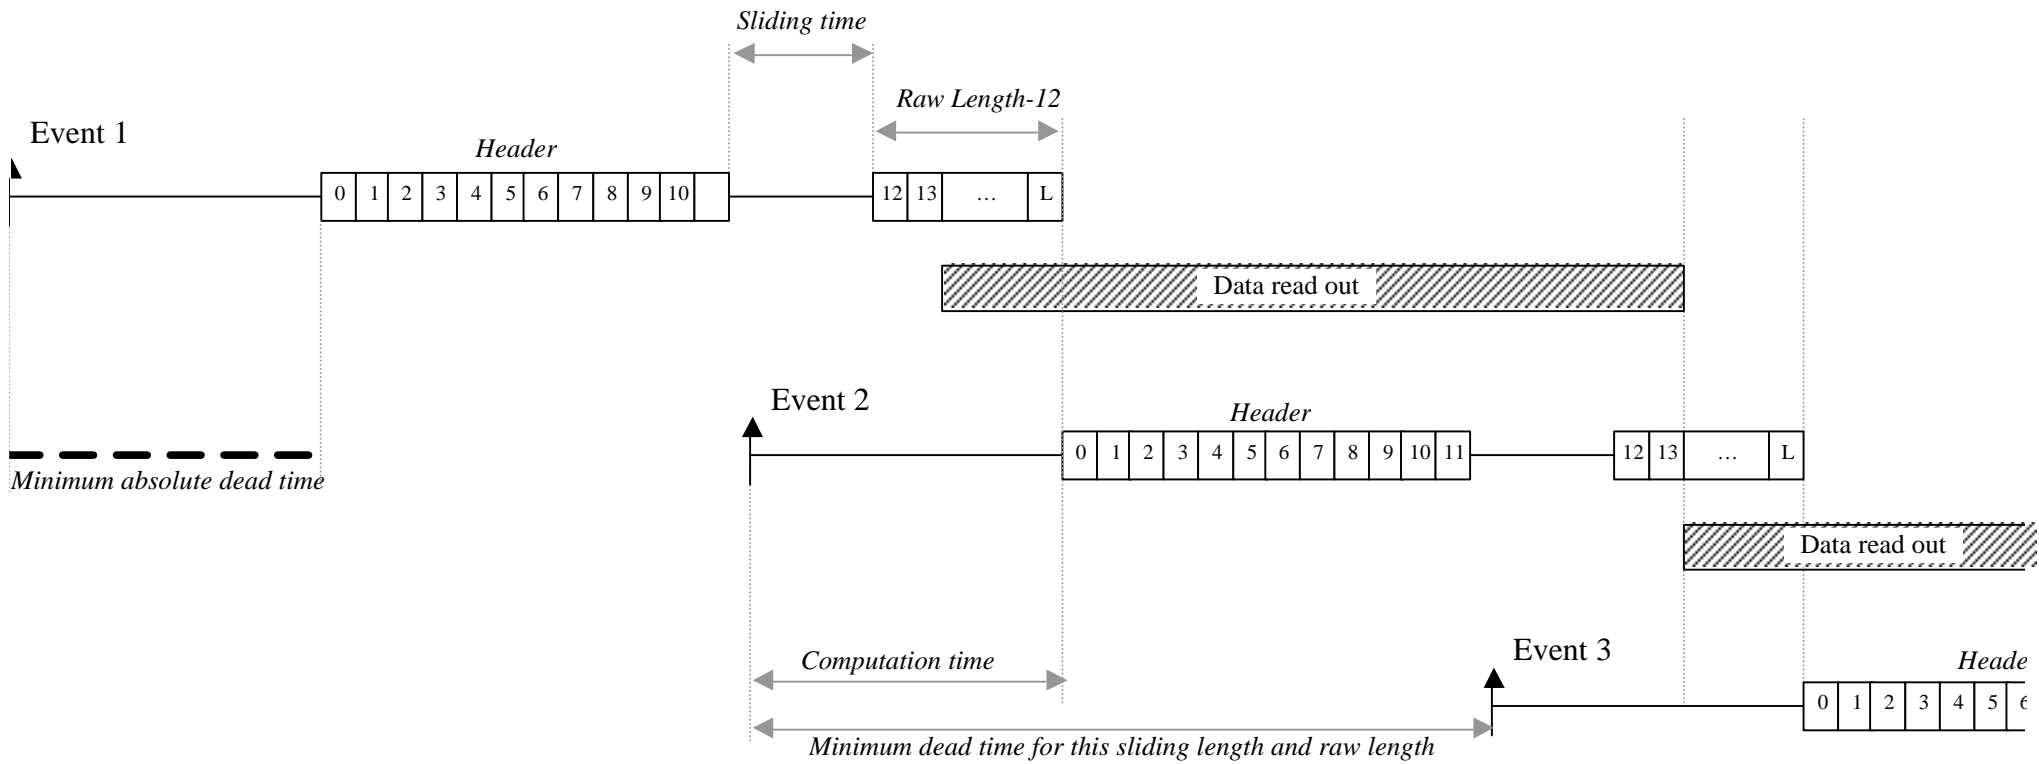 Sliding time
Raw Length-12
Event 1
Header
0 1 2 3 4 5 6 7 8 9 10
12 13 ... L
Data read out
Event 2
Header
0 1 2 3 4 5 6 7 8 9 10 11
12 13 ... L
Minimum absolute dead time
Data read out
Event 3
Computation time
Heade
0 1 2 3 4 5 6
Minimum dead time for this sliding length and raw length